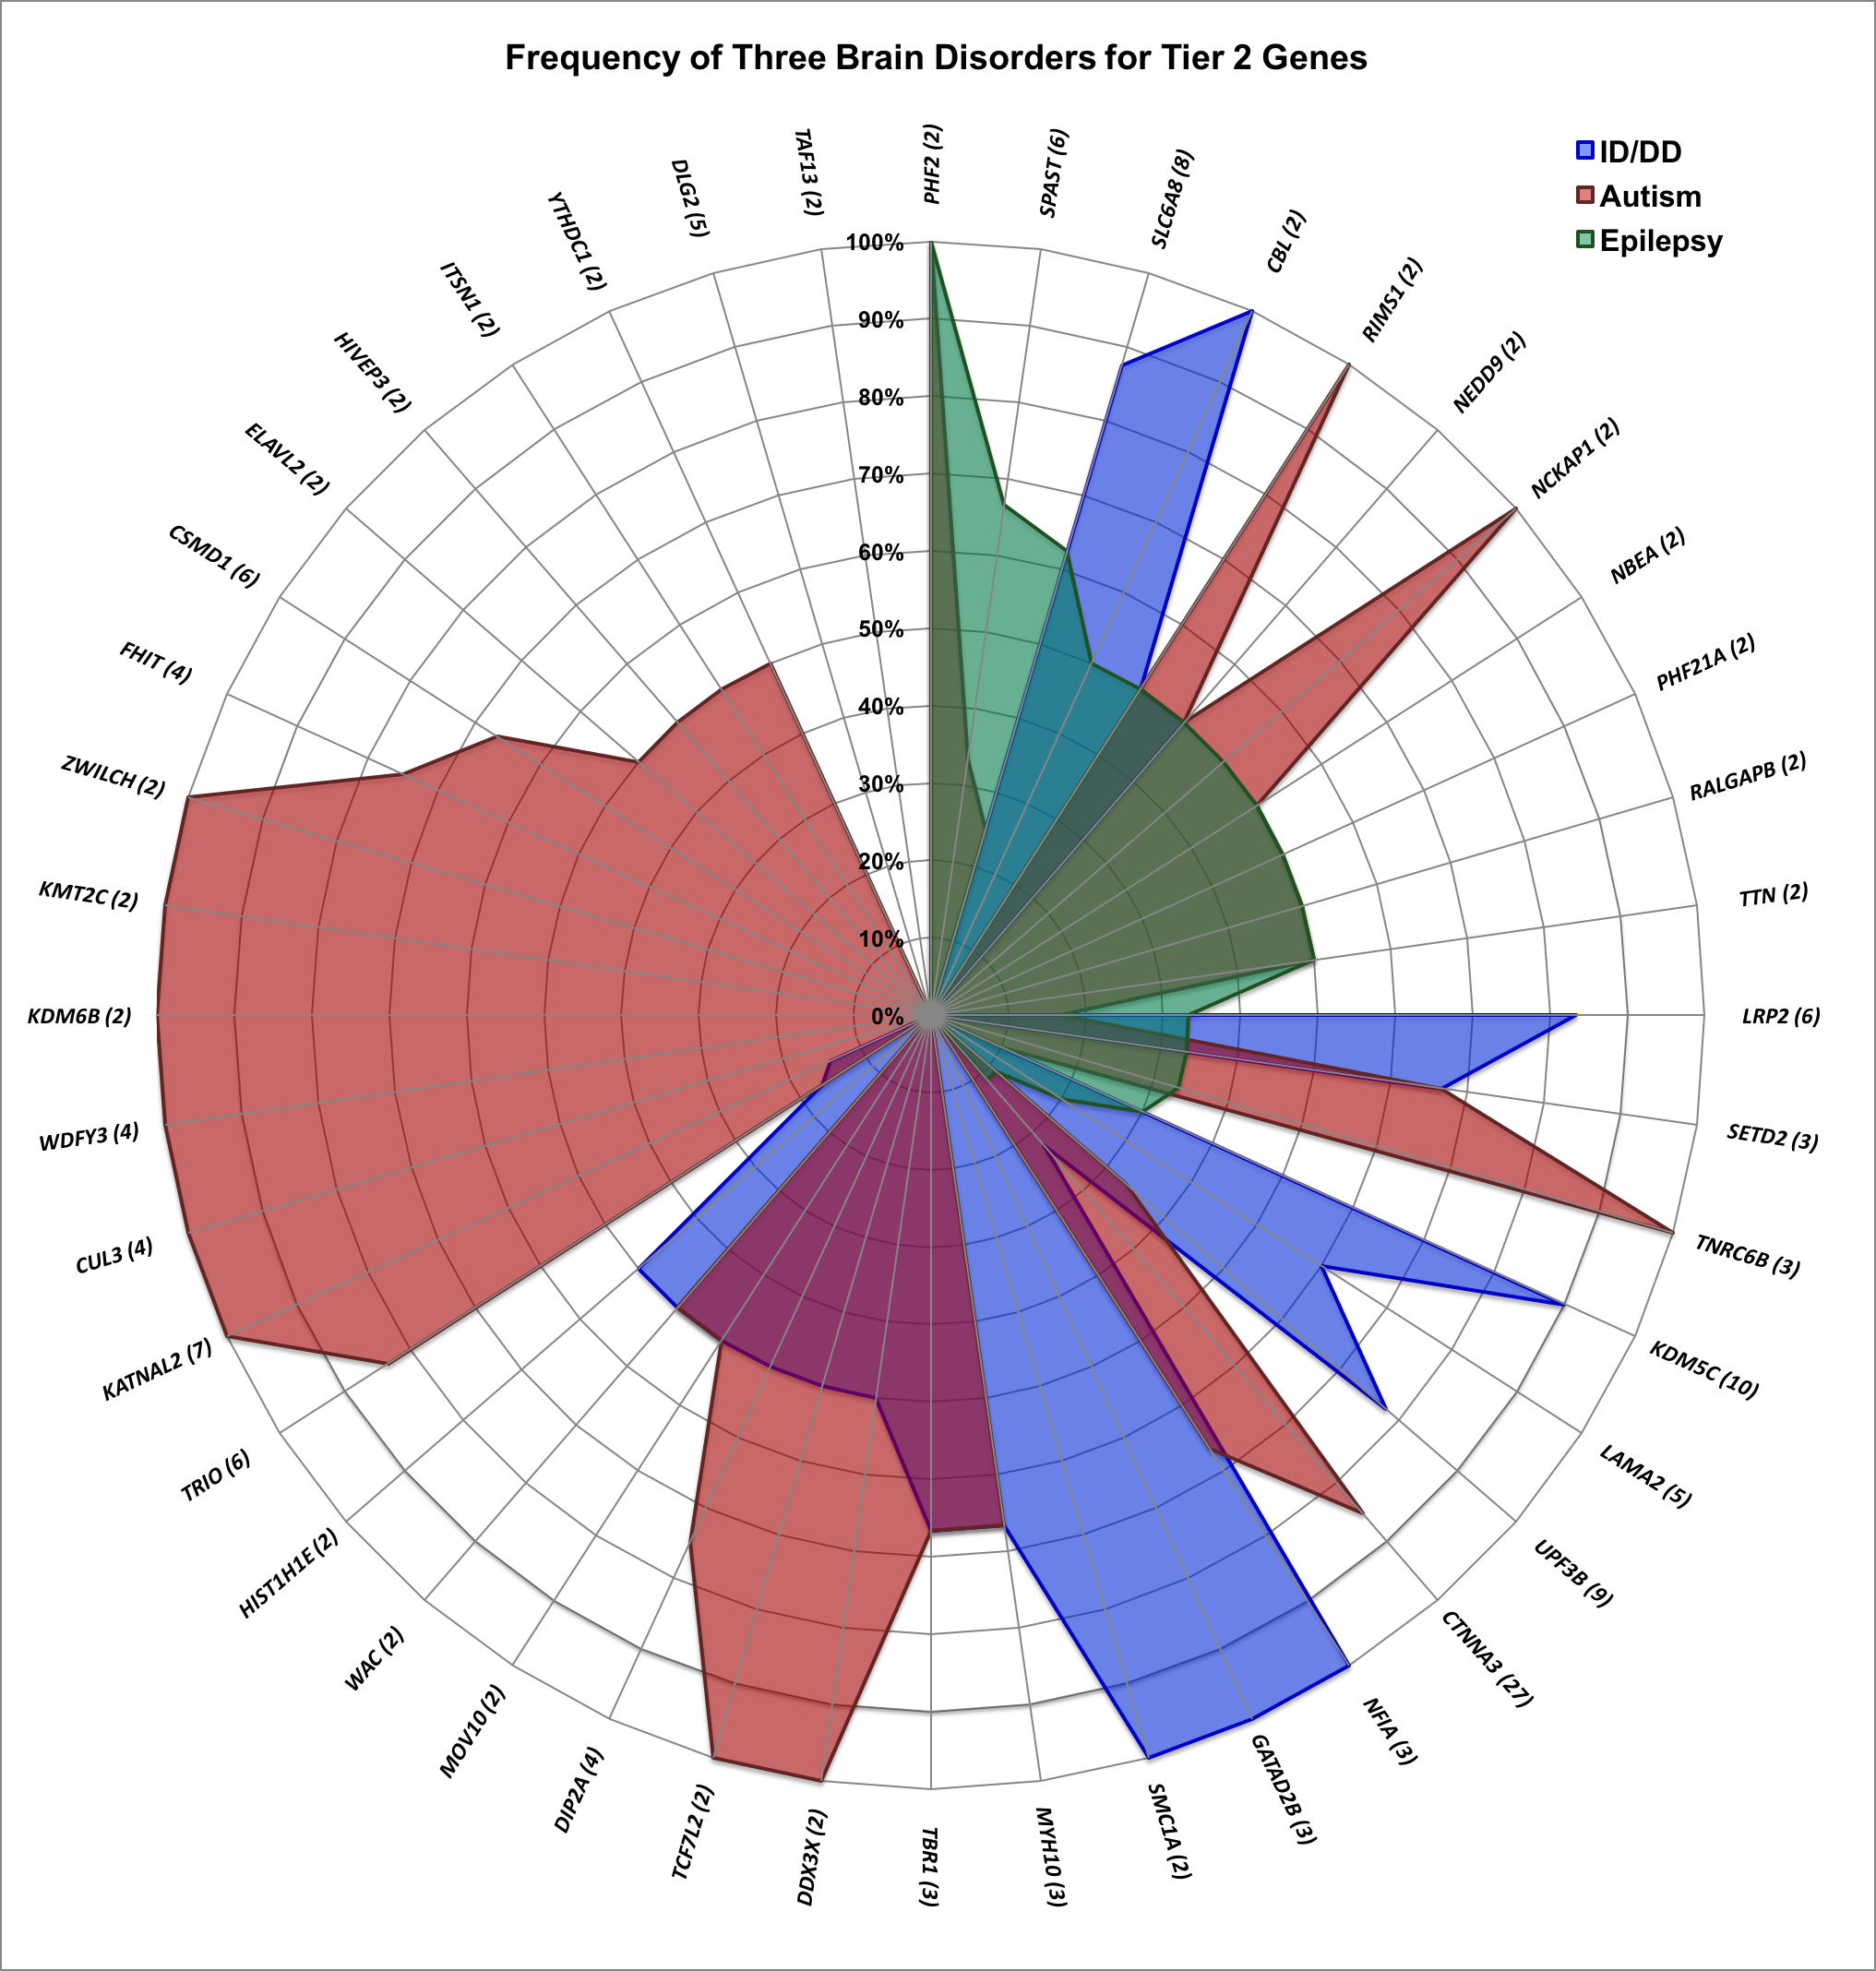 Frequency of Three Brain Disorders for Tier 2 Genes
ID/DD
Autism
Epilepsy
PHF2 (2)
SPAST (6)
SLC6A8 (8)
CBL (2)
RIMS1 (2)
NEDD9 (2)
NCKAP1 (2)
NBEA (2)
PHF21A (2)
RALGAPB (2)
TTN (2)
LRP2 (6)
SETD2 (3)
TNRC6B (3)
KDM5C (10)
LAMA2 (5)
UPF3B (9)
CTNNA3 (27)
NFIA (3)
GATAD2B (3)
SMC1A (2)
MYH10 (3)
TBR1 (3)
DDX3X (2)
TCF7L2 (2)
DIP2A (4)
MOV10 (2)
WAC (2)
HIST1H1E (2)
TRIO (6)
KATNAL2 (7)
CUL3 (4)
WDFY3 (4)
KDM6B (2)
KMT2C (2)
ZWILCH (2)
FHIT (4)
CSMD1 (6)
ELAVL2 (2)
HIVEP3 (2)
ITSN1 (2)
YTHDC1 (2)
DLG2 (5)
TAF13 (2)
100%
90%
80%
70%
60%
50%
40%
30%
20%
10%
0%